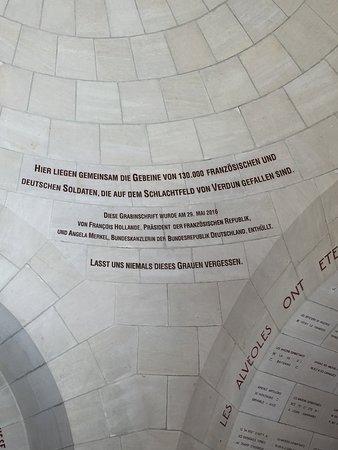 HIER LIEGEN GEMEINSAM DIE GEBEINE VON 130.000 FRANZÖSISCHEN UND
DEUTSCHEN SOLDATEN, DIE AUF DEM SCHLACHTFELD VON VERDUN GEFALLEN SIND.
DIESE GRABINSCHRIFT WURDE AM 29. MAI 2016
VON FRANÇOIS HOLLANDE, PRÄSIDENT DER FRANZÖSISCHEN REPUBLIK,
UND ANGELA MERKEL, BUNDESKANZLERIN DER BUNDESREPUBLIK DEUTSCHLAND, ENTHÜLLT.
LASST UNS NIEMALS DIESES GRAUEN VERGESSEN.
LES ALVEOLES ONT ETE